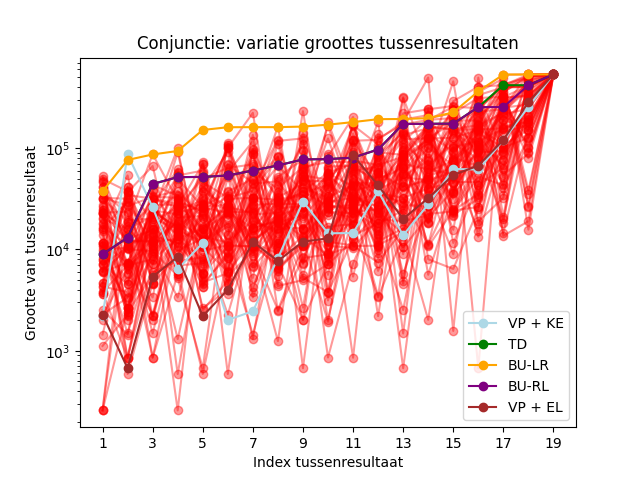 Conjunctie: variatie groottes tussenresultaten
Grootte van tussenresultaat
10^5
10^4
10^3
VP + KE
TD
BU-LR
BU-RL
VP + EL
1 3 5 7 9 11 13 15 17 19
Index tussenresultaat